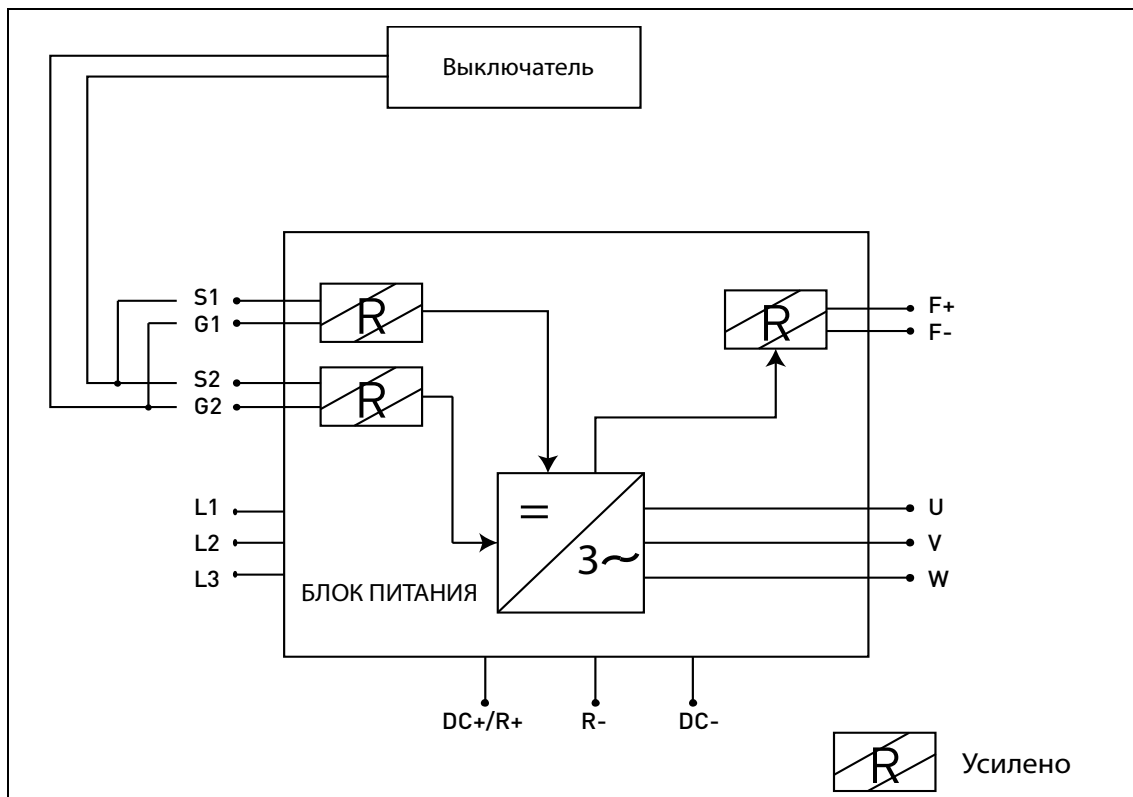 Выключатель
S1
G1
S2
G2
R
R
R
F+
F-
L1
L2
L3
=
3~
U
V
W
БЛОК ПИТАНИЯ
DC+/R+
R-
DC-
R
Усилено